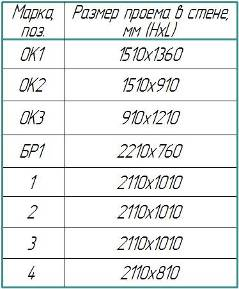 Марка, поз. Размер проема в стене, мм (HxL)
ОК1 1510x1360
ОК2 1510x910
ОК3 910x1210
БР1 2210x760
1 2110x1010
2 2110x1010
3 2110x1010
4 2110x810